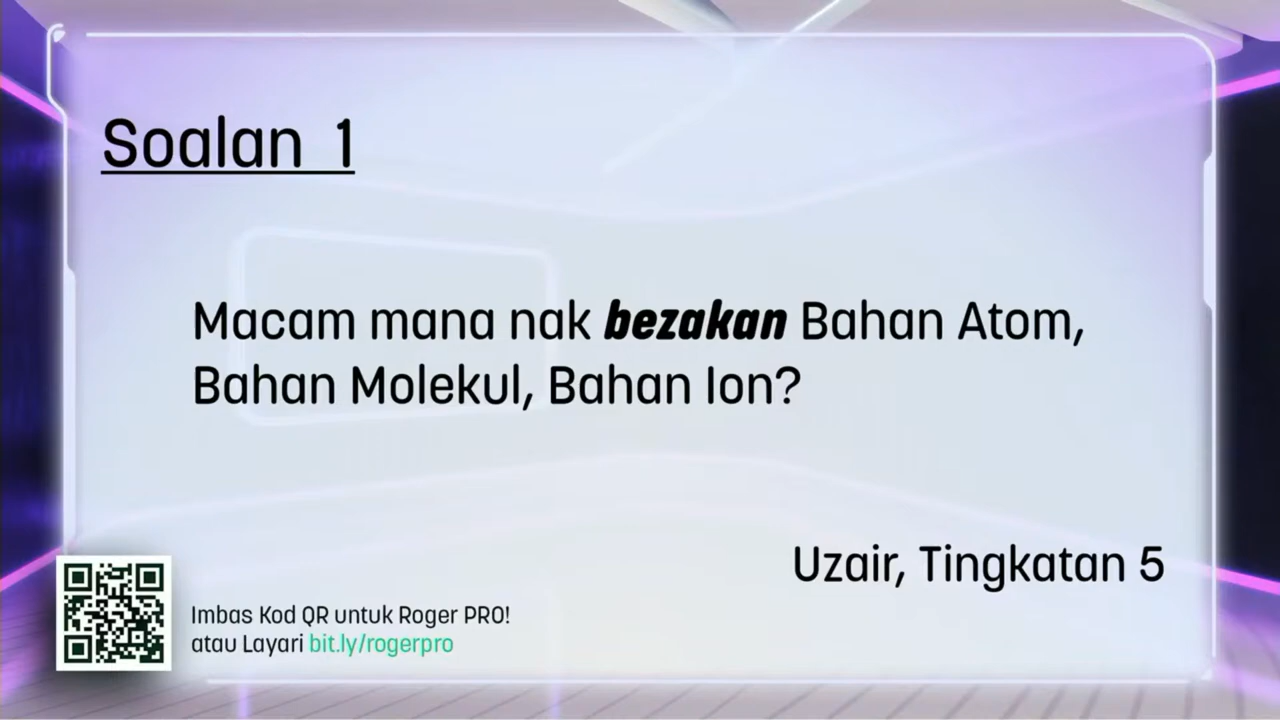 Soalan 1
Macam mana nak bezakan Bahan Atom,
Bahan Molekul, Bahan Ion?
Uzair, Tingkatan 5
Imbas Kod QR untuk Roger PRO!
atau Layari bit.ly/rogerpro